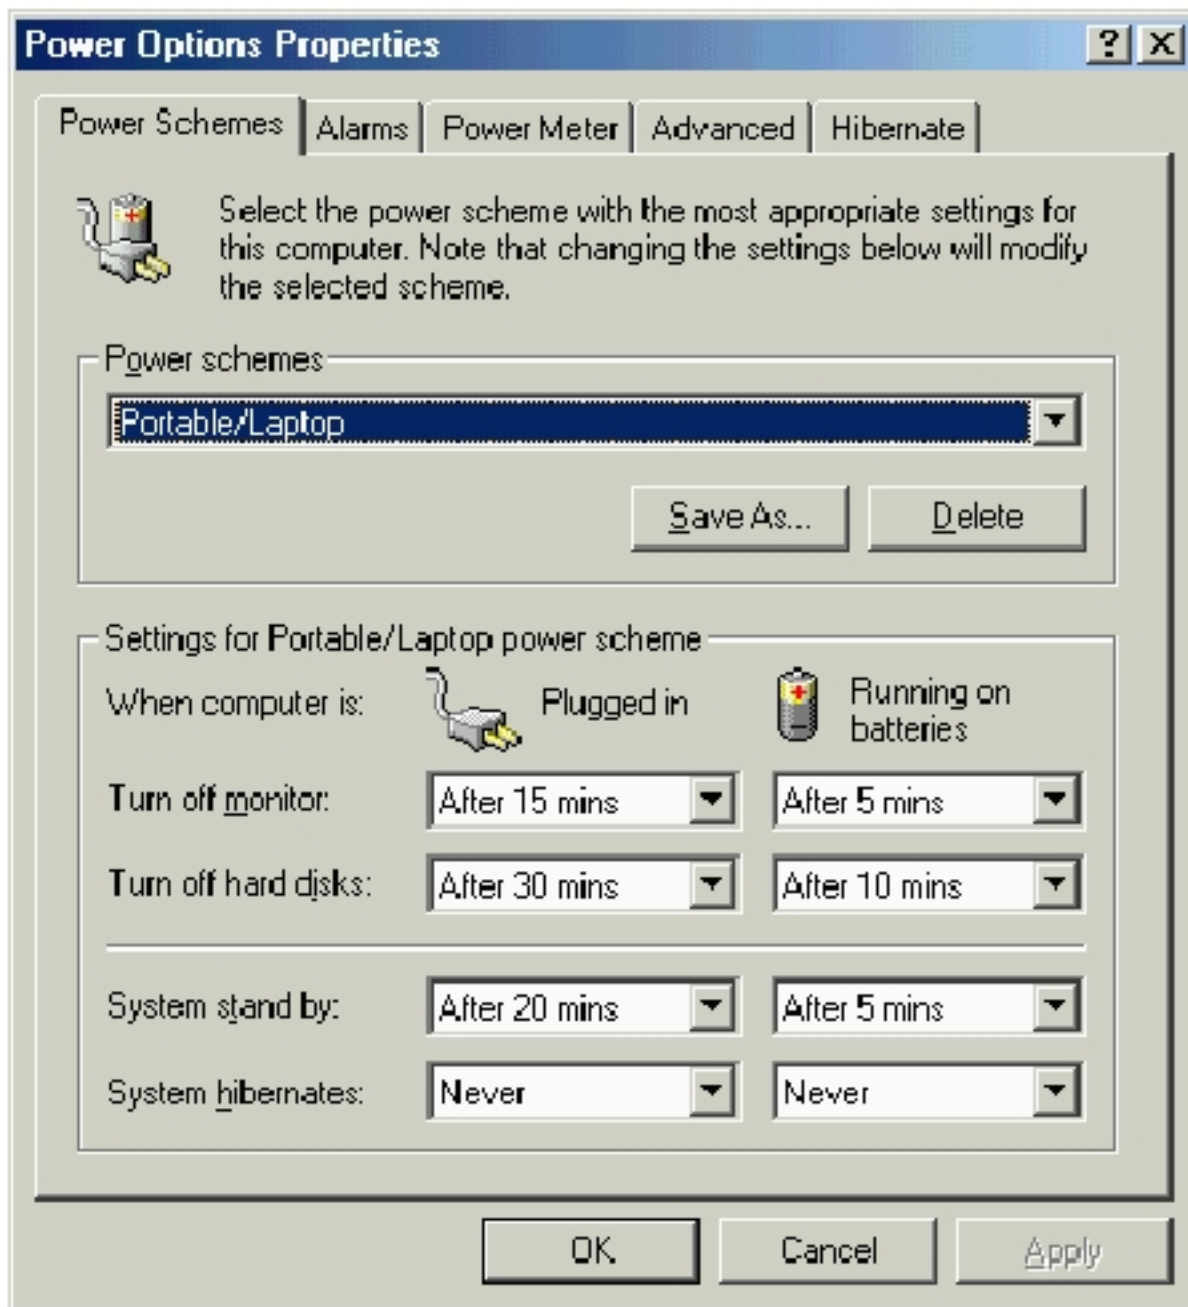 Power Options Properties
Power Schemes Alarms Power Meter Advanced Hibernate
Select the power scheme with the most appropriate settings for
this computer. Note that changing the settings below will modify
the selected scheme.
Power schemes
Portable/Laptop
Save As... Delete
Settings for Portable/Laptop power scheme
When computer is: Plugged in Running on
batteries
Turn off monitor: After 15 mins After 5 mins
Turn off hard disks: After 30 mins After 10 mins
System stand by: After 20 mins After 5 mins
System hibernates: Never Never
OK Cancel Apply